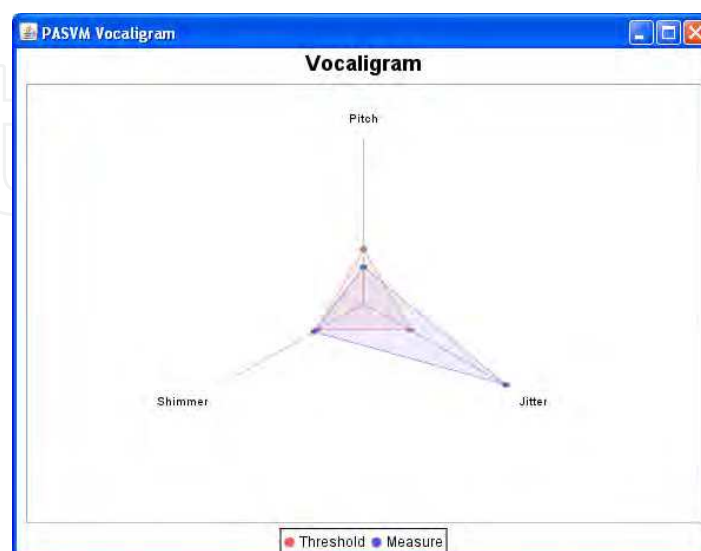 PASVM Vocaligram
Vocaligram
Pitch
Shimmer
Jitter
Threshold Measure